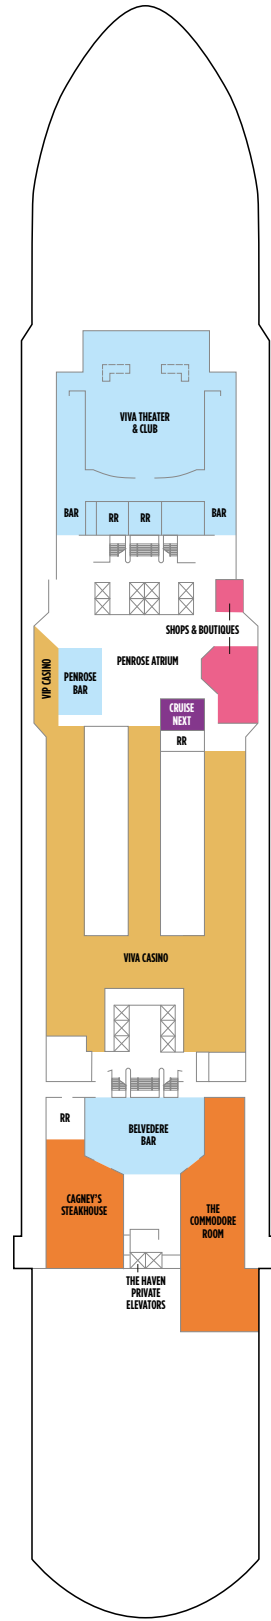 VIVA THEATER
& CLUB
BAR
RR
RR
BAR
SHOPS & BOUTIQUES
PENROSE ATRIUM
VIP CASINO
PENROSE
BAR
CRUISE
NEXT
RR
VIVA CASINO
BELVEDERE
BAR
RR
CAGNEY'S
STEAKHOUSE
THE
COMMODORE
ROOM
THE HAVEN
PRIVATE
ELEVATORS